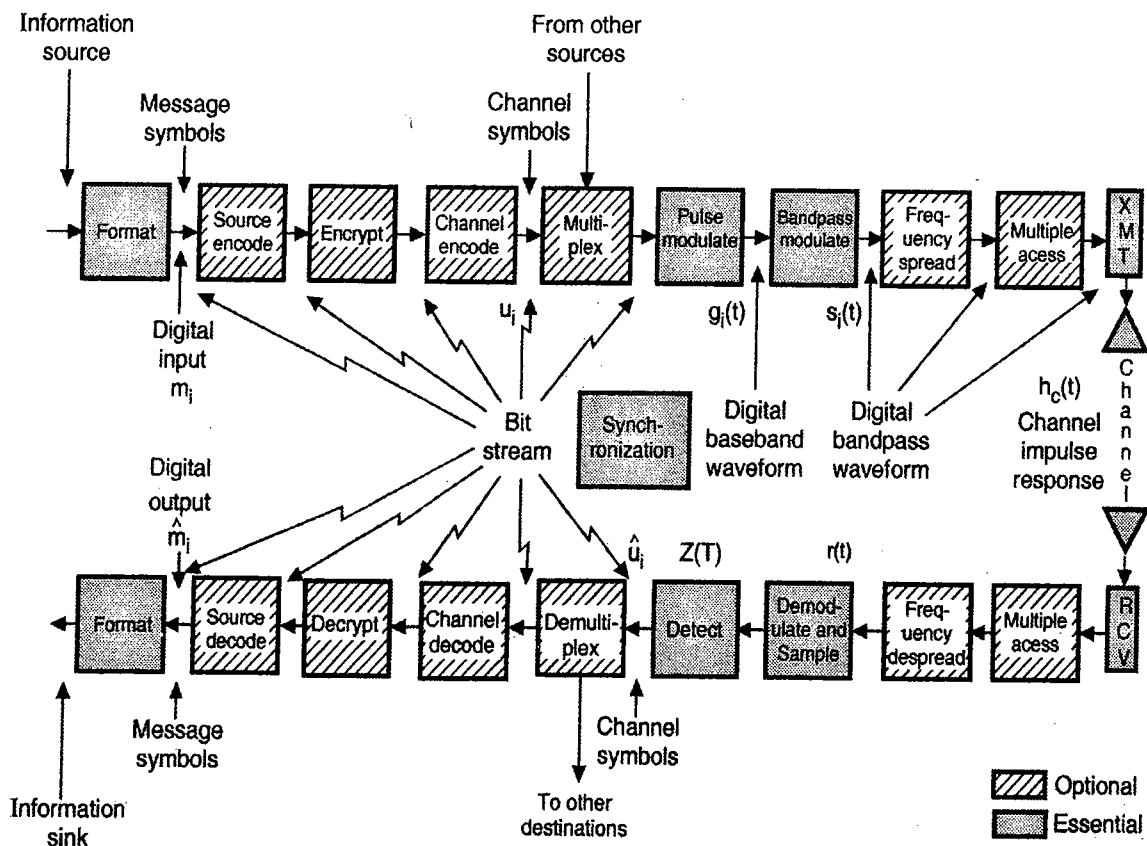 Information
source
From other
sources
Message
symbols
Channel
symbols
Format
Source
encode
Encrypt
Channel
encode
Multi-
plex
Pulse
modulate
Bandpass
modulate
Freq-
uency
spread
Multiple
acess
X
M
T
Digital
input
m_i
u_i
g_i(t)
s_i(t)
Bit
stream
Synch-
ronization
Digital
baseband
waveform
Digital
bandpass
waveform
h_c(t)
Channel
impulse
response
C
h
a
n
n
e
l
Digital
output
m̂_i
û_i
Z(T)
r(t)
Format
Source
decode
Decrypt
Channel
decode
Demulti-
plex
Detect
Demod-
ulate and
Sample
Freq-
uency
despread
Multiple
acess
R
C
V
Message
symbols
Channel
symbols
Information
sink
To other
destinations
Optional
Essential